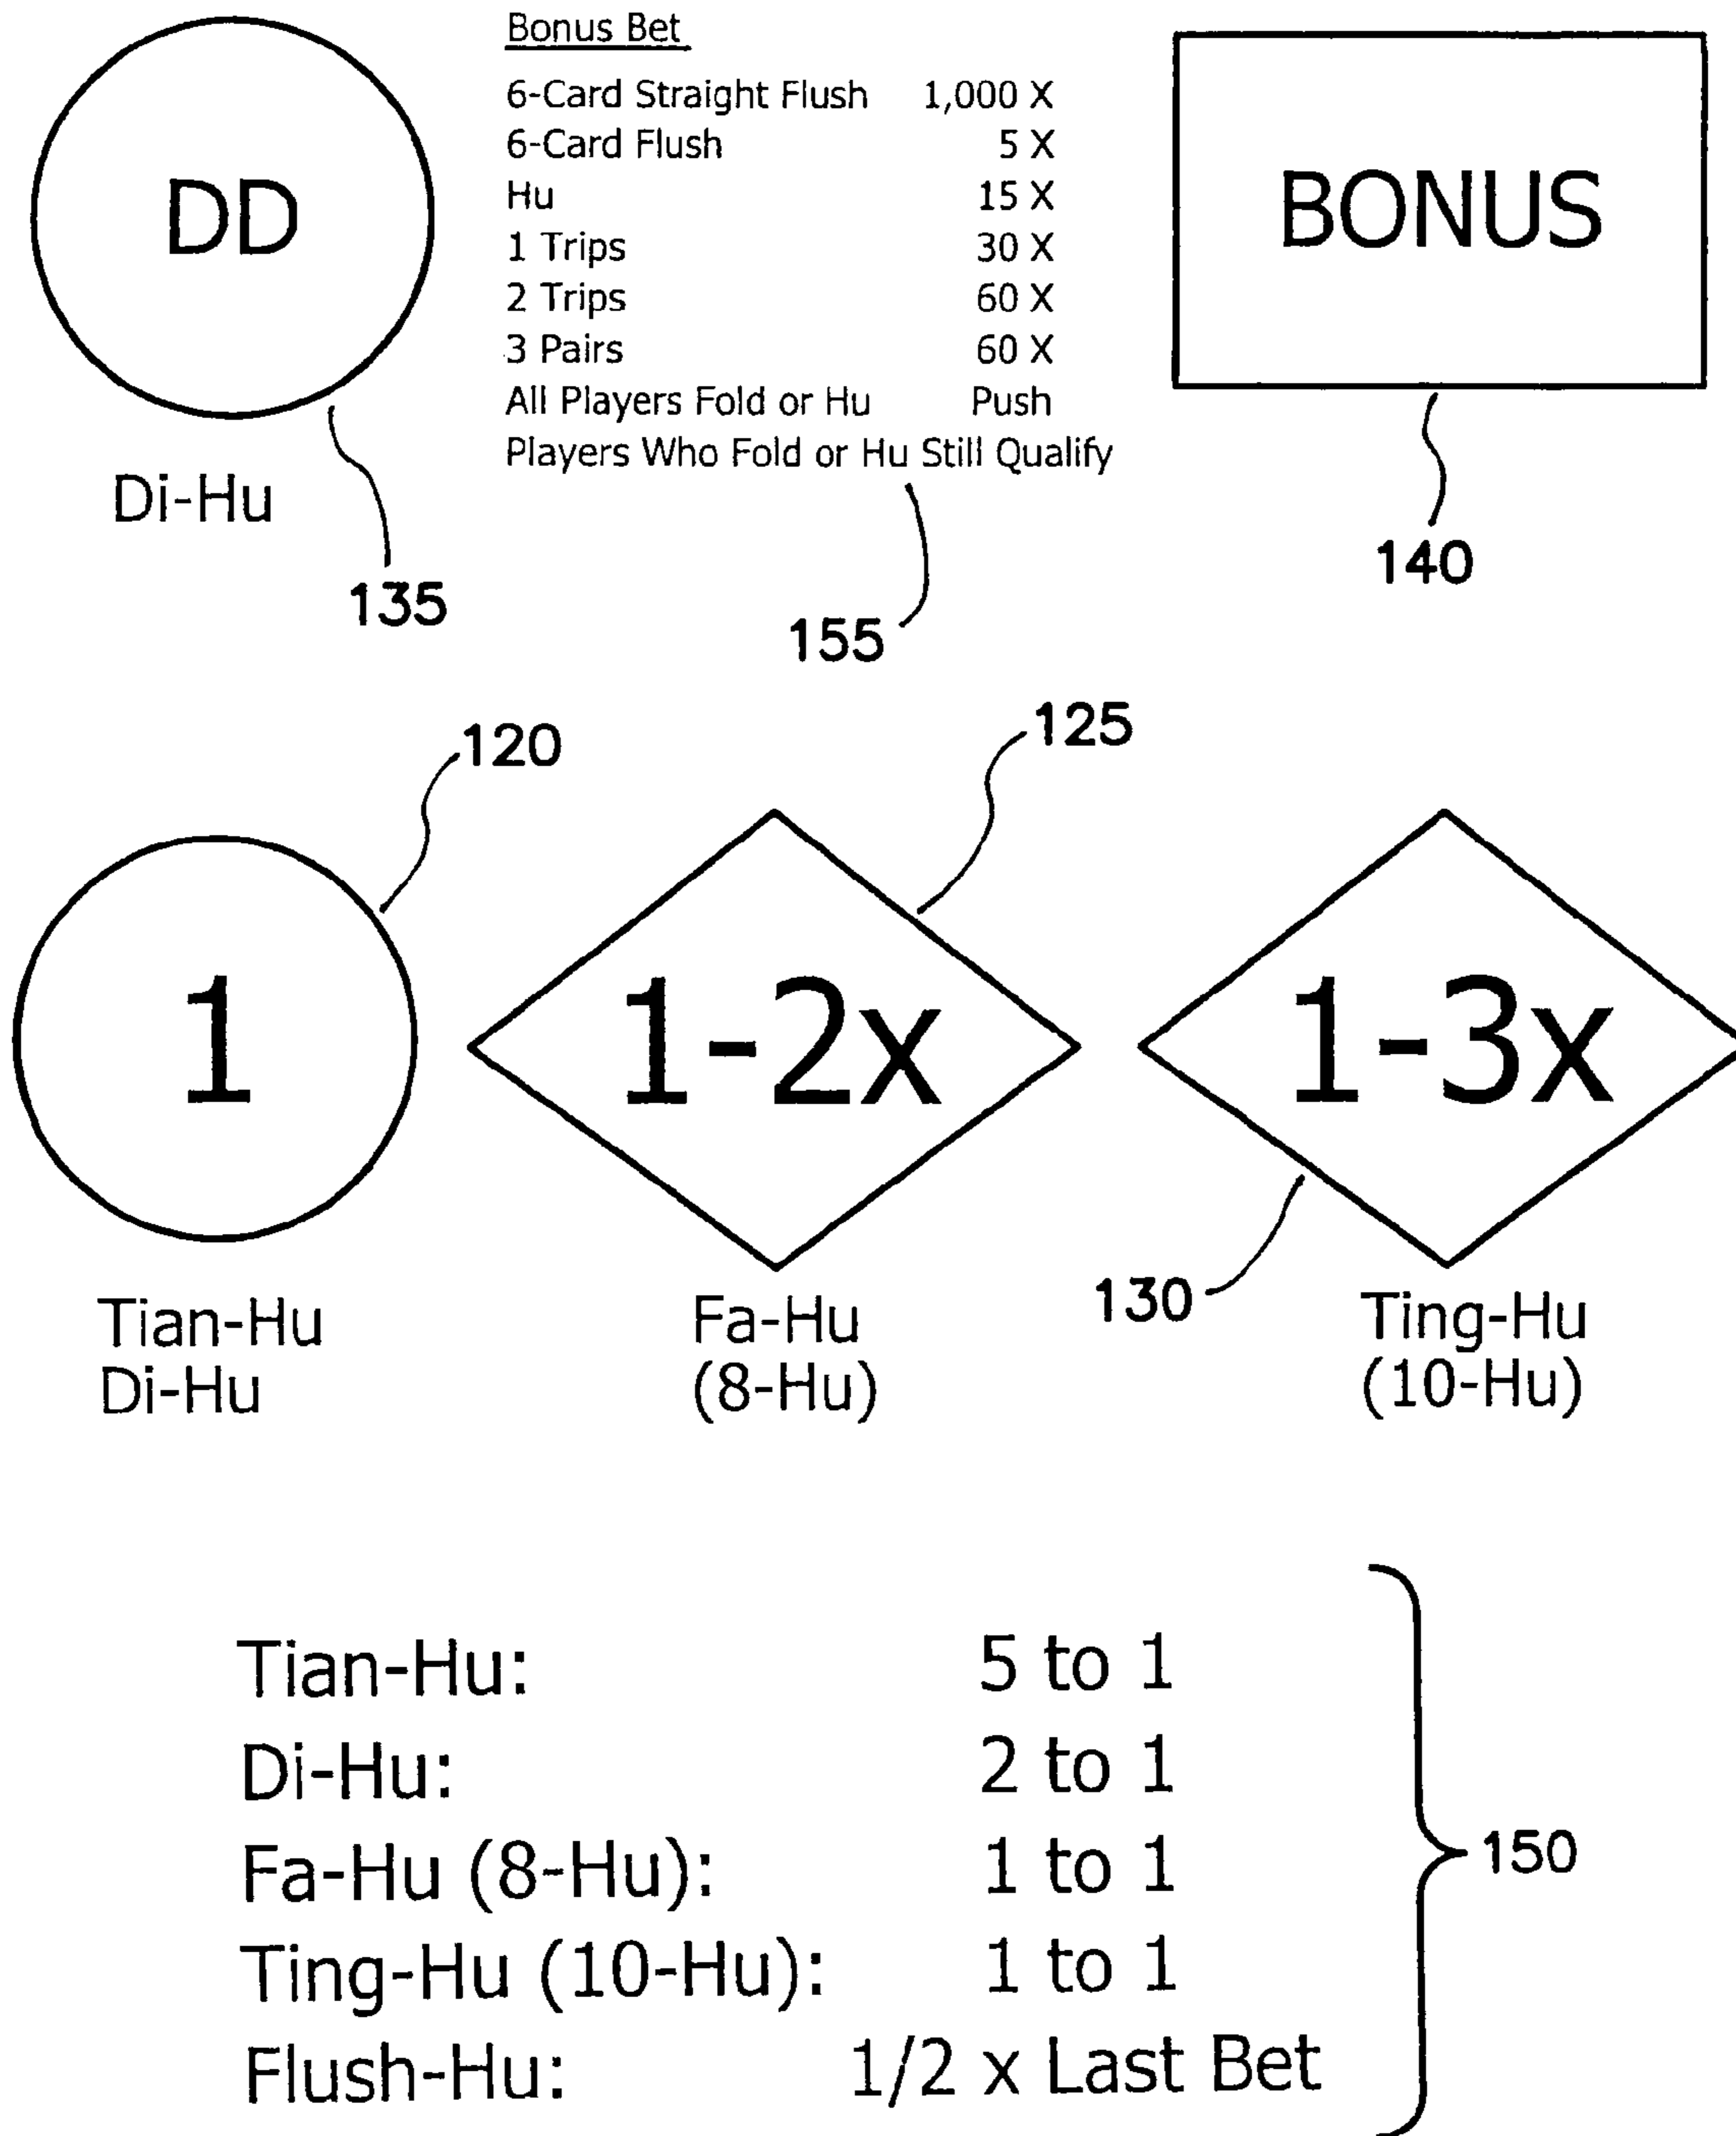 DD
Di-Hu
135
Bonus Bet
6-Card Straight Flush 1,000 X
6-Card Flush 5 X
Hu 15 X
1 Trips 30 X
2 Trips 60 X
3 Pairs 60 X
All Players Fold or Hu Push
Players Who Fold or Hu Still Qualify
155
BONUS
140
120
1
Tian-Hu
Di-Hu
125
1-2x
Fa-Hu
(8-Hu)
1-3x
130
Ting-Hu
(10-Hu)
Tian-Hu: 5 to 1
Di-Hu: 2 to 1
Fa-Hu (8-Hu): 1 to 1
Ting-Hu (10-Hu): 1 to 1
Flush-Hu: 1/2 x Last Bet
150